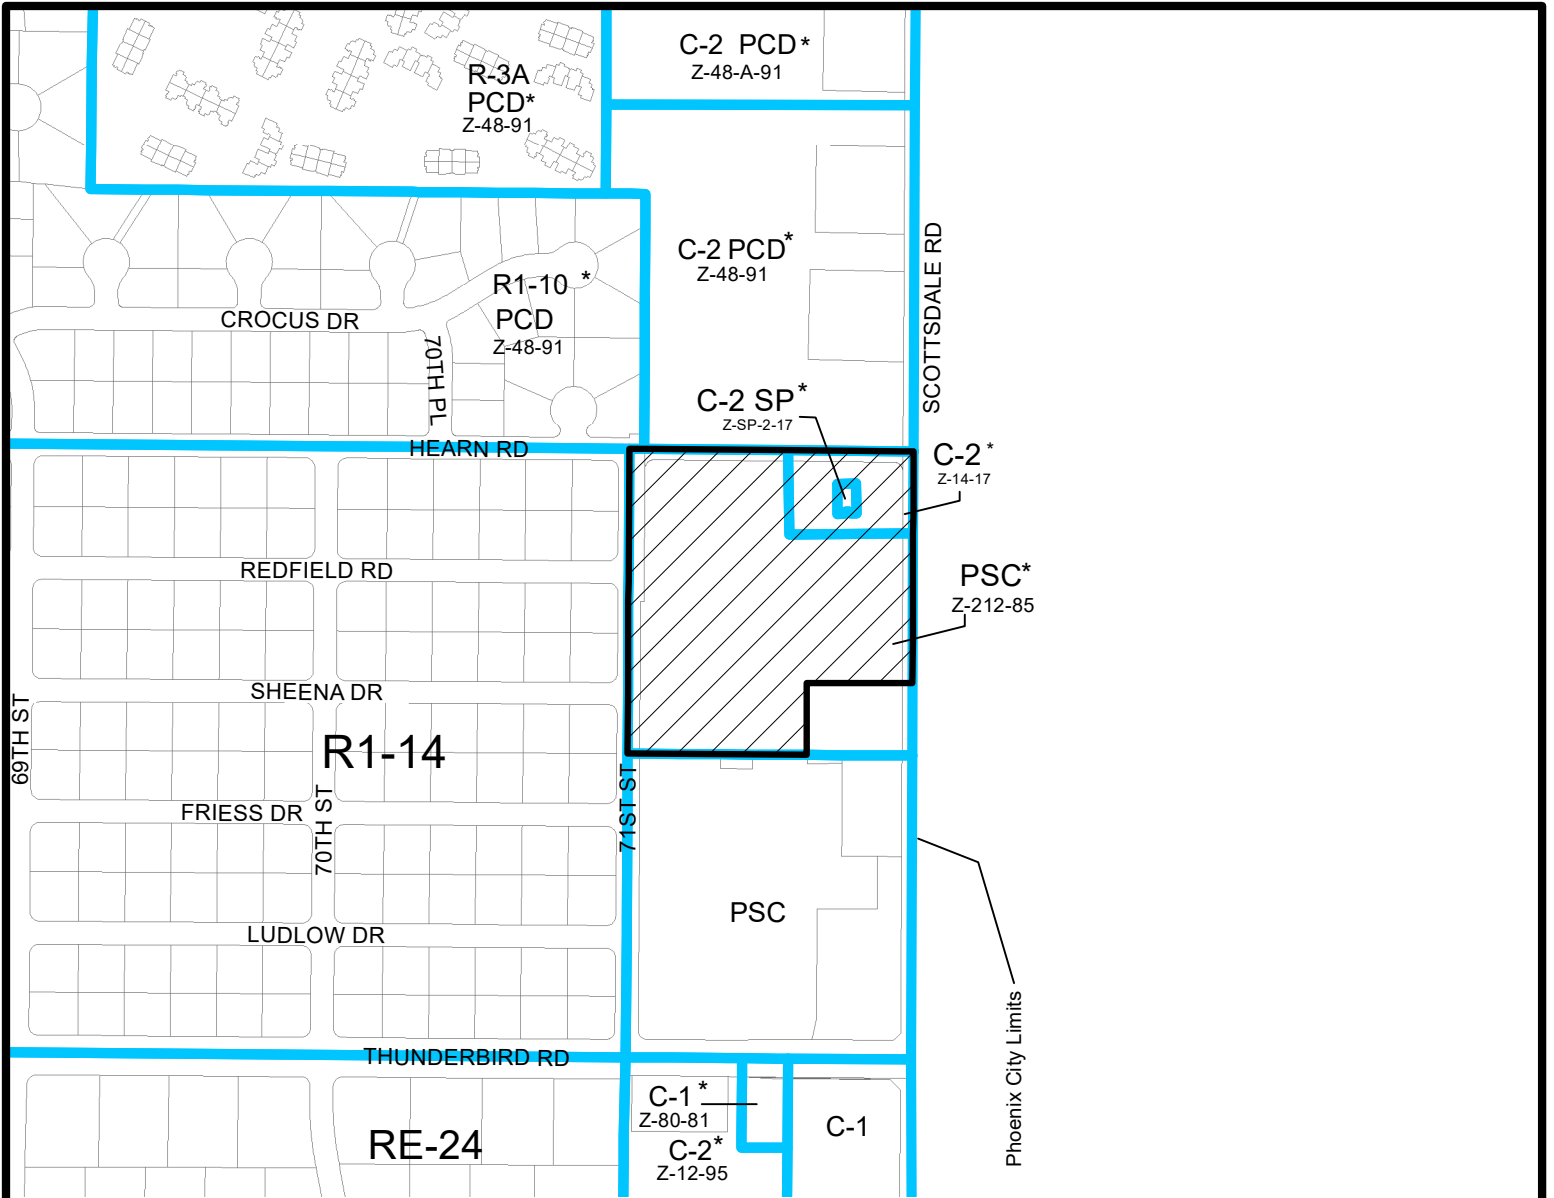 C-2 PCD*
Z-48-A-91
R-3A
PCD*
Z-48-91
C-2 PCD*
Z-48-91
SCOTTSDALE RD
R1-10 *
PCD
Z-48-91
CROCUS DR
70TH PL
C-2 SP*
Z-SP-2-17
HEARN RD
C-2 *
Z-14-17
REDFIELD RD
PSC*
Z-212-85
SHEENA DR
69TH ST
R1-14
FRIESS DR
70TH ST
71ST ST
PSC
LUDLOW DR
Phoenix City Limits
THUNDERBIRD RD
C-1 *
Z-80-81
C-1
RE-24
C-2*
Z-12-95